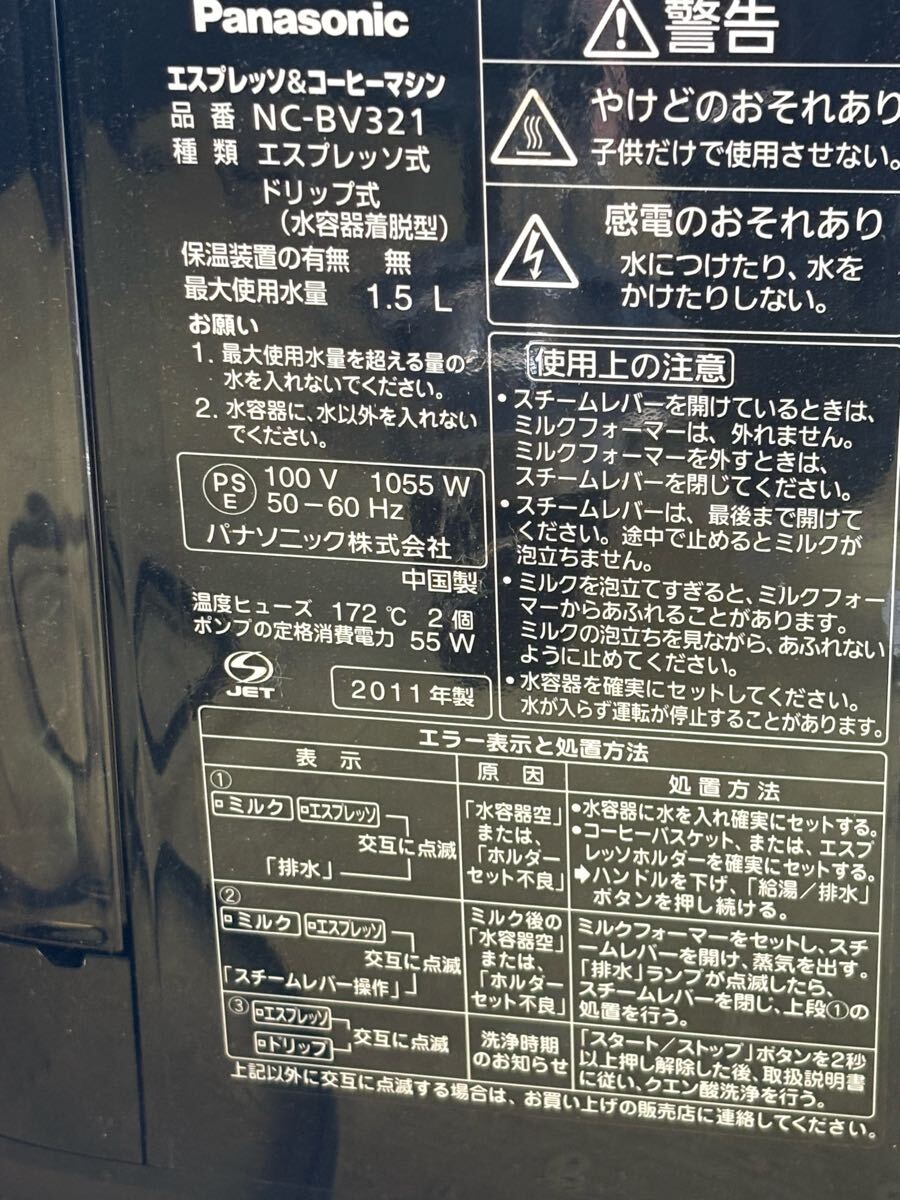 Panasonic
エスプレッソ&コーヒーマシン
品番 NC-BV321
種類 エスプレッソ式
ドリップ式
(水容器着脱型)
保温装置の有無 無
最大使用水量 1.5 L
お願い
1. 最大使用水量を超える量の
水を入れないでください。
2. 水容器に、水以外を入れない
でください。
PS
E
100 V 1055 W
50-60 Hz
パナソニック株式会社
中国製
温度ヒューズ 172℃ 2個
ポンプの定格消費電力 55 W
JET
2011年製
警告
やけどのおそれあり
子供だけで使用させない。
感電のおそれあり
水につけたり、水を
かけたりしない。
使用上の注意
•スチームレバーを開けているときは、
ミルクフォーマーは、外れません。
ミルクフォーマーを外すときは、
スチームレバーを閉じてください。
•スチームレバーは、最後まで開けて
ください。途中で止めるとミルクが
泡立ちません。
•ミルクを泡立てすぎると、ミルクフォー
マーからあふれることがあります。
ミルクの泡立ちを見ながら、あふれない
ように止めてください。
•水容器を確実にセットしてください。
水が入らず運転が停止することがあります。
エラー表示と処置方法
表示 原因 処置方法
①
ミルク エスプレッソ
交互に点滅
「排水」
「水容器空」
または、
「ホルダー
セット不良」
•水容器に水を入れ確実にセットする。
•コーヒーバスケット、または、エスプ
レッソホルダーを確実にセットする。
➡ハンドルを下げ、「給湯/排水」
ボタンを押し続ける。
②
ミルク エスプレッソ
交互に点滅
「スチームレバー操作」
ミルク後の
「水容器空」
または、
「ホルダー
セット不良」
ミルクフォーマーをセットし、スチ
ームレバーを開け、蒸気を出す。
「排水」ランプが点滅したら、
スチームレバーを閉じ、上段①の
処置を行う。
③ エスプレッソ
ドリップ
交互に点滅
洗浄時期
のお知らせ
「スタート/ストップ」ボタンを2秒
以上押し解除した後、取扱説明書
に従い、クエン酸洗浄を行う。
上記以外に交互に点滅する場合は、お買い上げの販売店に連絡してください。